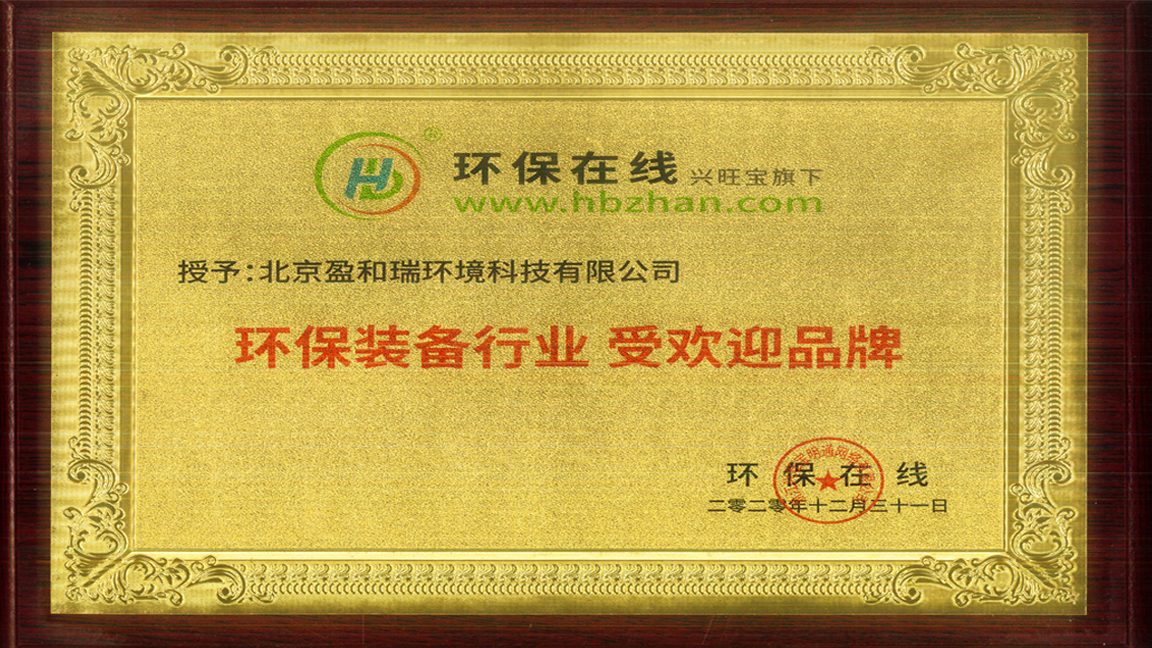 HD ®
环保在线 兴旺宝旗下
www.hbzhan.com
授予：北京盈和瑞环境科技有限公司
环保装备行业 受欢迎品牌
环保在线
二零二零年十二月三十一日